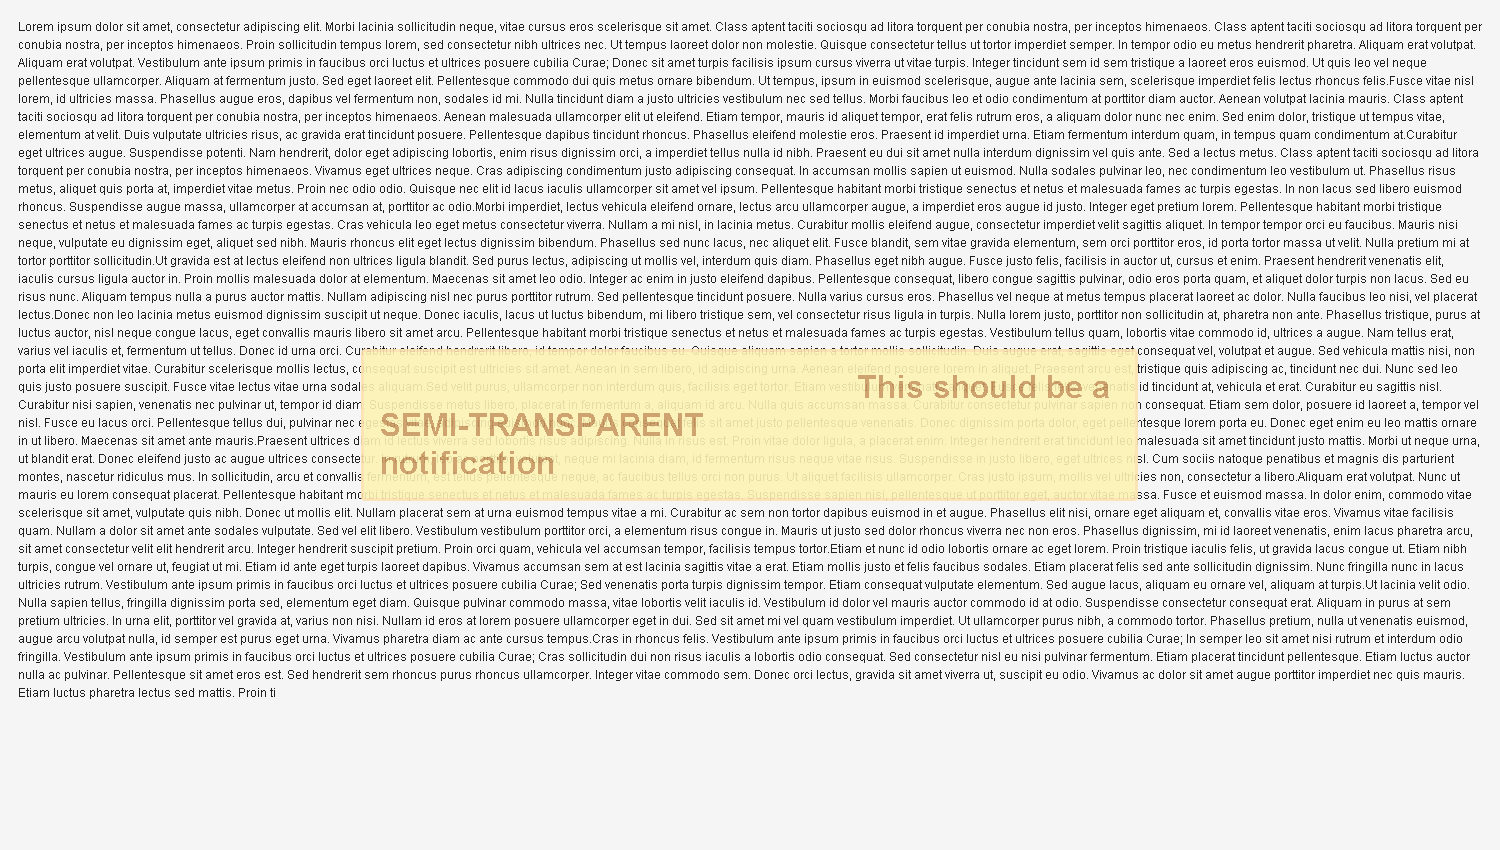 Lorem ipsum dolor sit amet, consectetur adipiscing elit. Morbi lacinia sollicitudin neque, vitae cursus eros scelerisque sit amet. Class aptent taciti sociosqu ad litora torquent per conubia nostra, per inceptos himenaeos. Class aptent taciti sociosqu ad litora torquent per
conubia nostra, per inceptos himenaeos. Proin sollicitudin tempus lorem, sed consectetur nibh ultrices nec. Ut tempus laoreet dolor non molestie. Quisque consectetur tellus ut tortor imperdiet semper. In tempor odio eu metus hendrerit pharetra. Aliquam erat volutpat.
Aliquam erat volutpat. Vestibulum ante ipsum primis in faucibus orci luctus et ultrices posuere cubilia Curae; Donec sit amet turpis facilisis ipsum cursus viverra ut vitae turpis. Integer tincidunt sem id sem tristique a laoreet eros euismod. Ut quis leo vel neque
pellentesque ullamcorper. Aliquam at fermentum justo. Sed eget laoreet elit. Pellentesque commodo dui quis metus ornare bibendum. Ut tempus, ipsum in euismod scelerisque, augue ante lacinia sem, scelerisque imperdiet felis lectus rhoncus felis.Fusce vitae nisl
lorem, id ultricies massa. Phasellus augue eros, dapibus vel fermentum non, sodales id mi. Nulla tincidunt diam a justo ultricies vestibulum nec sed tellus. Morbi faucibus leo et odio condimentum at porttitor diam auctor. Aenean volutpat lacinia mauris. Class aptent
taciti sociosqu ad litora torquent per conubia nostra, per inceptos himenaeos. Aenean malesuada ullamcorper elit ut eleifend. Etiam tempor, mauris id aliquet tempor, erat felis rutrum eros, a aliquam dolor nunc nec enim. Sed enim dolor, tristique ut tempus vitae,
elementum at velit. Duis vulputate ultricies risus, ac gravida erat tincidunt posuere. Pellentesque dapibus tincidunt rhoncus. Phasellus eleifend molestie eros. Praesent id imperdiet urna. Etiam fermentum interdum quam, in tempus quam condimentum at.Curabitur
eget ultrices augue. Suspendisse potenti. Nam hendrerit, dolor eget adipiscing lobortis, enim risus dignissim orci, a imperdiet tellus nulla id nibh. Praesent eu dui sit amet nulla interdum dignissim vel quis ante. Sed a lectus metus. Class aptent taciti sociosqu ad litora
torquent per conubia nostra, per inceptos himenaeos. Vivamus eget ultrices neque. Cras adipiscing condimentum justo adipiscing consequat. In accumsan mollis sapien ut euismod. Nulla sodales pulvinar leo, nec condimentum leo vestibulum ut. Phasellus risus
metus, aliquet quis porta at, imperdiet vitae metus. Proin nec odio odio. Quisque nec elit id lacus iaculis ullamcorper sit amet vel ipsum. Pellentesque habitant morbi tristique senectus et netus et malesuada fames ac turpis egestas. In non lacus sed libero euismod
rhoncus. Suspendisse augue massa, ullamcorper at accumsan at, porttitor ac odio.Morbi imperdiet, lectus vehicula eleifend ornare, lectus arcu ullamcorper augue, a imperdiet eros augue id justo. Integer eget pretium lorem. Pellentesque habitant morbi tristique
senectus et netus et malesuada fames ac turpis egestas. Cras vehicula leo eget metus consectetur viverra. Nullam a mi nisl, in lacinia metus. Curabitur mollis eleifend augue, consectetur imperdiet velit sagittis aliquet. In tempor tempor orci eu faucibus. Mauris nisi
neque, vulputate eu dignissim eget, aliquet sed nibh. Mauris rhoncus elit eget lectus dignissim bibendum. Phasellus sed nunc lacus, nec aliquet elit. Fusce blandit, sem vitae gravida elementum, sem orci porttitor eros, id porta tortor massa ut velit. Nulla pretium mi at
tortor porttitor sollicitudin.Ut gravida est at lectus eleifend non ultrices ligula blandit. Sed purus lectus, adipiscing ut mollis vel, interdum quis diam. Phasellus eget nibh augue. Fusce justo felis, facilisis in auctor ut, cursus et enim. Praesent hendrerit venenatis elit,
iaculis cursus ligula auctor in. Proin mollis malesuada dolor at elementum. Maecenas sit amet leo odio. Integer ac enim in justo eleifend dapibus. Pellentesque consequat, libero congue sagittis pulvinar, odio eros porta quam, et aliquet dolor turpis non lacus. Sed eu
risus nunc. Aliquam tempus nulla a purus auctor mattis. Nullam adipiscing nisl nec purus porttitor rutrum. Sed pellentesque tincidunt posuere. Nulla varius cursus eros. Phasellus vel neque at metus tempus placerat laoreet ac dolor. Nulla faucibus leo nisi, vel placerat
lectus.Donec non leo lacinia metus euismod dignissim suscipit ut neque. Donec iaculis, lacus ut luctus bibendum, mi libero tristique sem, vel consectetur risus ligula in turpis. Nulla lorem justo, porttitor non sollicitudin at, pharetra non ante. Phasellus tristique, purus at
luctus auctor, nisl neque congue lacus, eget convallis mauris libero sit amet arcu. Pellentesque habitant morbi tristique senectus et netus et malesuada fames ac turpis egestas. Vestibulum tellus quam, lobortis vitae commodo id, ultrices a augue. Nam tellus erat,
varius vel iaculis et, fermentum ut tellus. Donec id urna orci. Curabitur eleifend hendrerit libero, id tempor dolor faucibus eu. Quisque aliquam sapien a tortor mollis sollicitudin. Duis augue erat, sagittis eget consequat vel, volutpat et augue. Sed vehicula mattis nisi, non
porta elit imperdiet vitae. Curabitur scelerisque mollis lectus, consequat suscipit est ultricies sit amet. Aenean in sem libero, id adipiscing urna. Aenean eleifend posuere lorem in aliquet. Praesent arcu est, tristique quis adipiscing ac, tincidunt nec dui. Nunc sed leo
quis justo posuere suscipit. Fusce vitae lectus vitae urna sodales aliquam.Sed velit purus, ullamcorper non interdum quis, facilisis eget tortor. Etiam id tincidunt at, vehicula et erat. Curabitur eu sagittis nisl.
This should be a
Curabitur nisi sapien, venenatis nec pulvinar ut, tempor id diam. Suspendisse metus libero, placerat in fermentum a, aliquam id arcu. Nulla quis accumsan massa. Curabitur consectetur pulvinar sapien non consequat. Etiam sem dolor, posuere id laoreet a, tempor vel
nisl. Fusce eu lacus orci. Pellentesque tellus dui, pulvinar nec sit amet justo pellentesque venenatis. Donec dignissim porta dolor, eget pellentesque lorem porta eu. Donec eget enim eu leo mattis ornare
SEMI-TRANSPARENT
in ut libero. Maecenas sit amet ante mauris.Praesent ultrices Nulla in risus est. Proin vitae dolor ligula, a placerat enim. Integer hendrerit erat tincidunt leo malesuada sit amet tincidunt justo mattis. Morbi ut neque urna,
ut blandit erat. Donec eleifend justo ac augue ultrices consectetur. neque mi lacinia diam, id fermentum risus neque vitae risus. Suspendisse in justo libero, eget ultrices nisl. Cum sociis natoque penatibus et magnis dis parturient
notification
montes, nascetur ridiculus mus. In sollicitudin, arcu et convallis fermentum, est tellus pellentesque neque, ac faucibus tellus orci non purus. Ut aliquet facilisis ullamcorper. Cras justo ipsum, mollis vel ultricies non, consectetur a libero.Aliquam erat volutpat. Nunc ut
mauris eu lorem consequat placerat. Pellentesque habitant morbi tristique senectus et netus et malesuada fames ac turpis egestas. Suspendisse sapien nisi, pellentesque ut porttitor eget, auctor vitae massa. Fusce et euismod massa. In dolor enim, commodo vitae
scelerisque sit amet, vulputate quis nibh. Donec ut mollis elit. Nullam placerat sem at urna euismod tempus vitae a mi. Curabitur ac sem non tortor dapibus euismod in et augue. Phasellus elit nisi, ornare eget aliquam et, convallis vitae eros. Vivamus vitae facilisis
quam. Nullam a dolor sit amet ante sodales vulputate. Sed vel elit libero. Vestibulum vestibulum porttitor orci, a elementum risus congue in. Mauris ut justo sed dolor rhoncus viverra nec non eros. Phasellus dignissim, mi id laoreet venenatis, enim lacus pharetra arcu,
sit amet consectetur velit elit hendrerit arcu. Integer hendrerit suscipit pretium. Proin orci quam, vehicula vel accumsan tempor, facilisis tempus tortor.Etiam et nunc id odio lobortis ornare ac eget lorem. Proin tristique iaculis felis, ut gravida lacus congue ut. Etiam nibh
turpis, congue vel ornare ut, feugiat ut mi. Etiam id ante eget turpis laoreet dapibus. Vivamus accumsan sem at est lacinia sagittis vitae a erat. Etiam mollis justo et felis faucibus sodales. Etiam placerat felis sed ante sollicitudin dignissim. Nunc fringilla nunc in lacus
ultricies rutrum. Vestibulum ante ipsum primis in faucibus orci luctus et ultrices posuere cubilia Curae; Sed venenatis porta turpis dignissim tempor. Etiam consequat vulputate elementum. Sed augue lacus, aliquam eu ornare vel, aliquam at turpis.Ut lacinia velit odio.
Nulla sapien tellus, fringilla dignissim porta sed, elementum eget diam. Quisque pulvinar commodo massa, vitae lobortis velit iaculis id. Vestibulum id dolor vel mauris auctor commodo id at odio. Suspendisse consectetur consequat erat. Aliquam in purus at sem
pretium ultricies. In urna elit, porttitor vel gravida at, varius non nisi. Nullam id eros at lorem posuere ullamcorper eget in dui. Sed sit amet mi vel quam vestibulum imperdiet. Ut ullamcorper purus nibh, a commodo tortor. Phasellus pretium, nulla ut venenatis euismod,
augue arcu volutpat nulla, id semper est purus eget urna. Vivamus pharetra diam ac ante cursus tempus.Cras in rhoncus felis. Vestibulum ante ipsum primis in faucibus orci luctus et ultrices posuere cubilia Curae; In semper leo sit amet nisi rutrum et interdum odio
fringilla. Vestibulum ante ipsum primis in faucibus orci luctus et ultrices posuere cubilia Curae; Cras sollicitudin dui non risus iaculis a lobortis odio consequat. Sed consectetur nisl eu nisi pulvinar fermentum. Etiam placerat tincidunt pellentesque. Etiam luctus auctor
nulla ac pulvinar. Pellentesque sit amet eros est. Sed hendrerit sem rhoncus purus rhoncus ullamcorper. Integer vitae commodo sem. Donec orci lectus, gravida sit amet viverra ut, suscipit eu odio. Vivamus ac dolor sit amet augue porttitor imperdiet nec quis mauris.
Etiam luctus pharetra lectus sed mattis. Proin ti